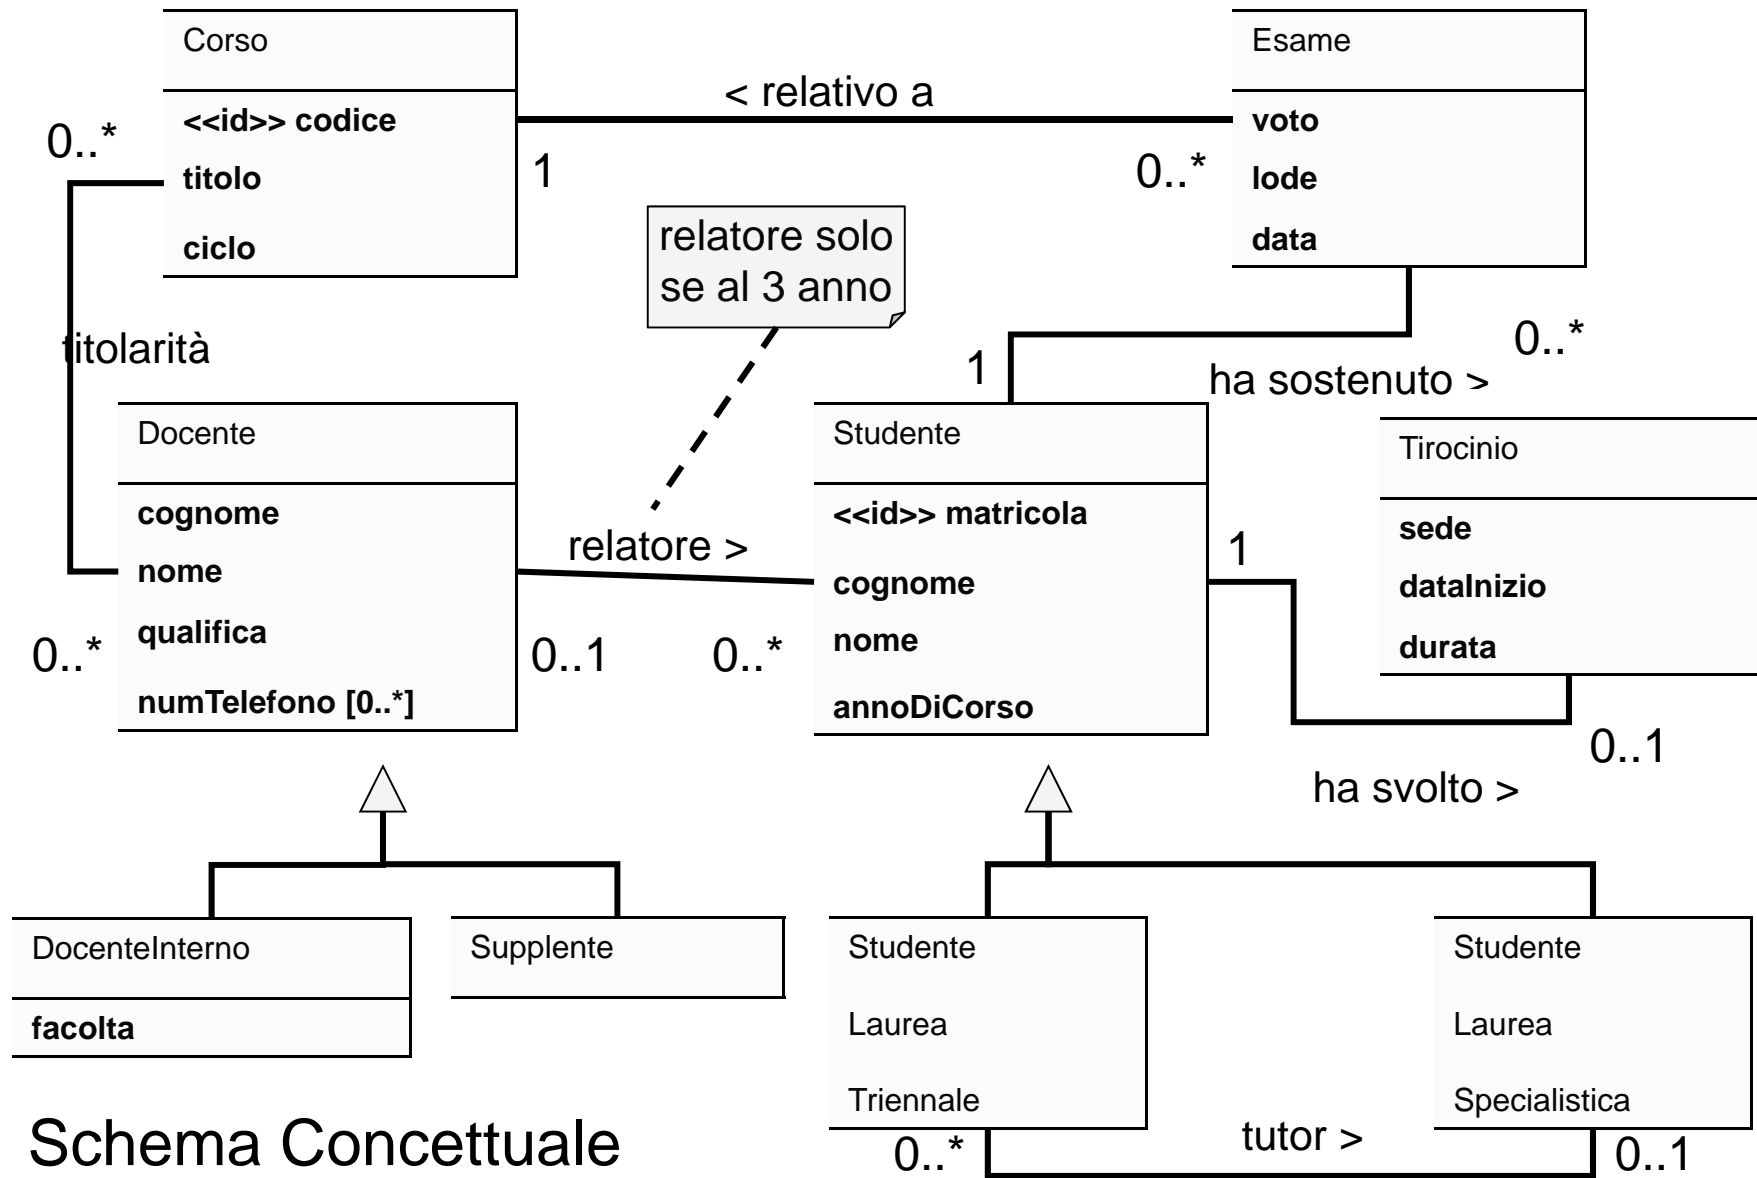 Corso
<<id>> codice
titolo
ciclo
Esame
voto
lode
data
< relativo a
0..*
1
0..*
relatore solo
se al 3 anno
titolarità
1
0..*
ha sostenuto >
Docente
cognome
nome
qualifica
numTelefono [0..*]
relatore >
0..*
0..1
0..*
Studente
<<id>> matricola
cognome
nome
annoDiCorso
1
Tirocinio
sede
dataInizio
durata
0..1
ha svolto >
DocenteInterno
facolta
Supplente
Studente
Laurea
Triennale
Studente
Laurea
Specialistica
0..*
tutor >
0..1
Schema Concettuale